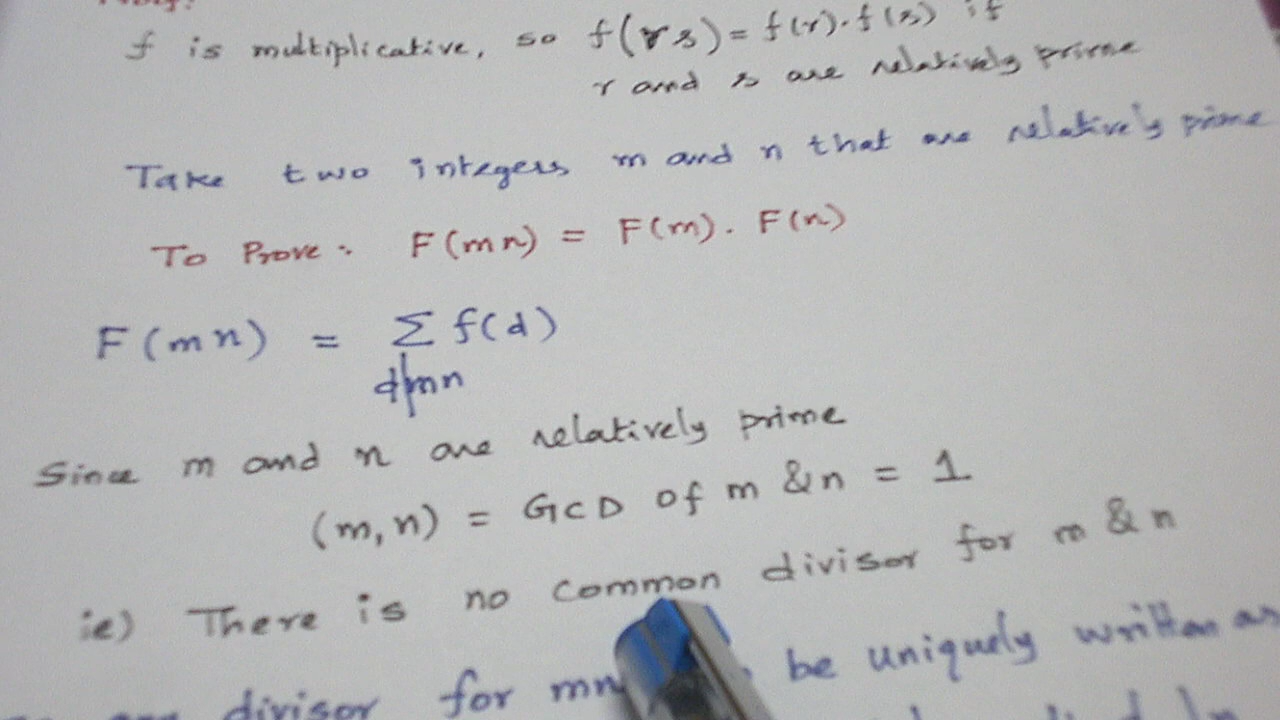 f is multiplicative, so f(rs) = f(r).f(s) if
r and s are relatively prime
Take two integers m and n that are relatively prime
To Prove: F(mn) = F(m). F(n)
F(mn) = Σ f(d)
d|mn
Since m and n are relatively prime
(m,n) = GCD of m & n = 1
ie) There is no common divisor for m & n
divisor for mn be uniquely written as